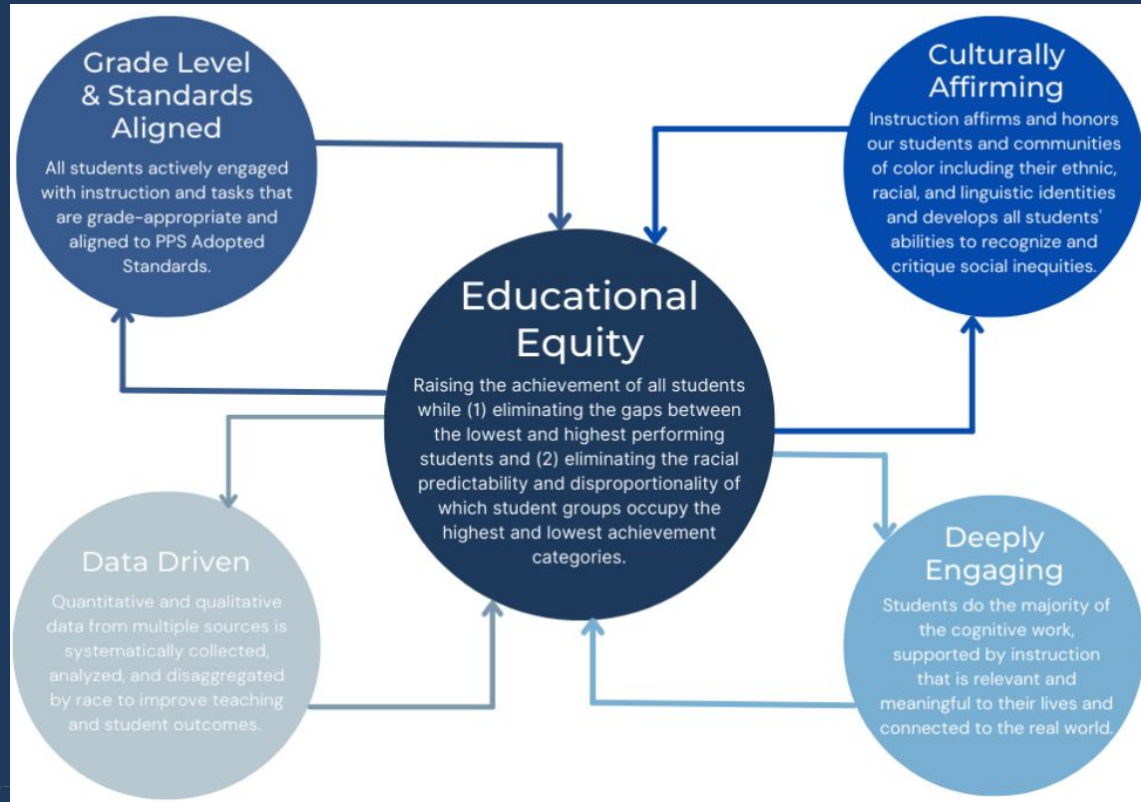 Grade Level
& Standards
Aligned
All students actively engaged
with instruction and tasks that
are grade-appropriate and
aligned to PPS Adopted
Standards.
Culturally
Affirming
Instruction affirms and honors
our students and communities
of color including their ethnic,
racial, and linguistic identities
and develops all students'
abilities to recognize and
critique social inequities.
Educational
Equity
Raising the achievement of all students
while (1) eliminating the gaps between
the lowest and highest performing
students and (2) eliminating the racial
predictability and disproportionality of
which student groups occupy the
highest and lowest achievement
categories.
Data Driven
Quantitative and qualitative
data from multiple sources is
systematically collected,
analyzed, and disaggregated
by race to improve teaching
and student outcomes.
Deeply
Engaging
Students do the majority of
the cognitive work,
supported by instruction
that is relevant and
meaningful to their lives and
connected to the real world.